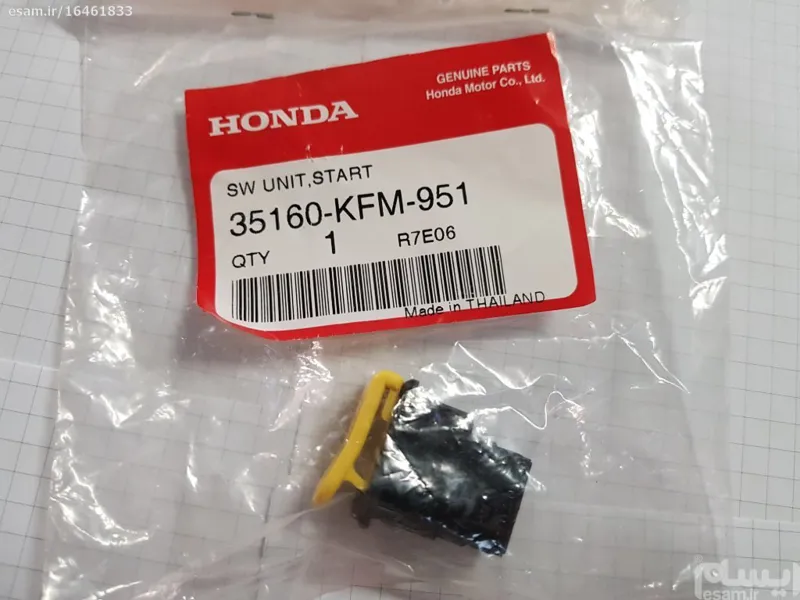 esam.ir/16461833
GENUINE PARTS
Honda Motor Co., Ltd.
HONDA
SW UNIT,START
35160-KFM-951
QTY 1 R7E06
Made in THAILAND
ایسام
esam.ir